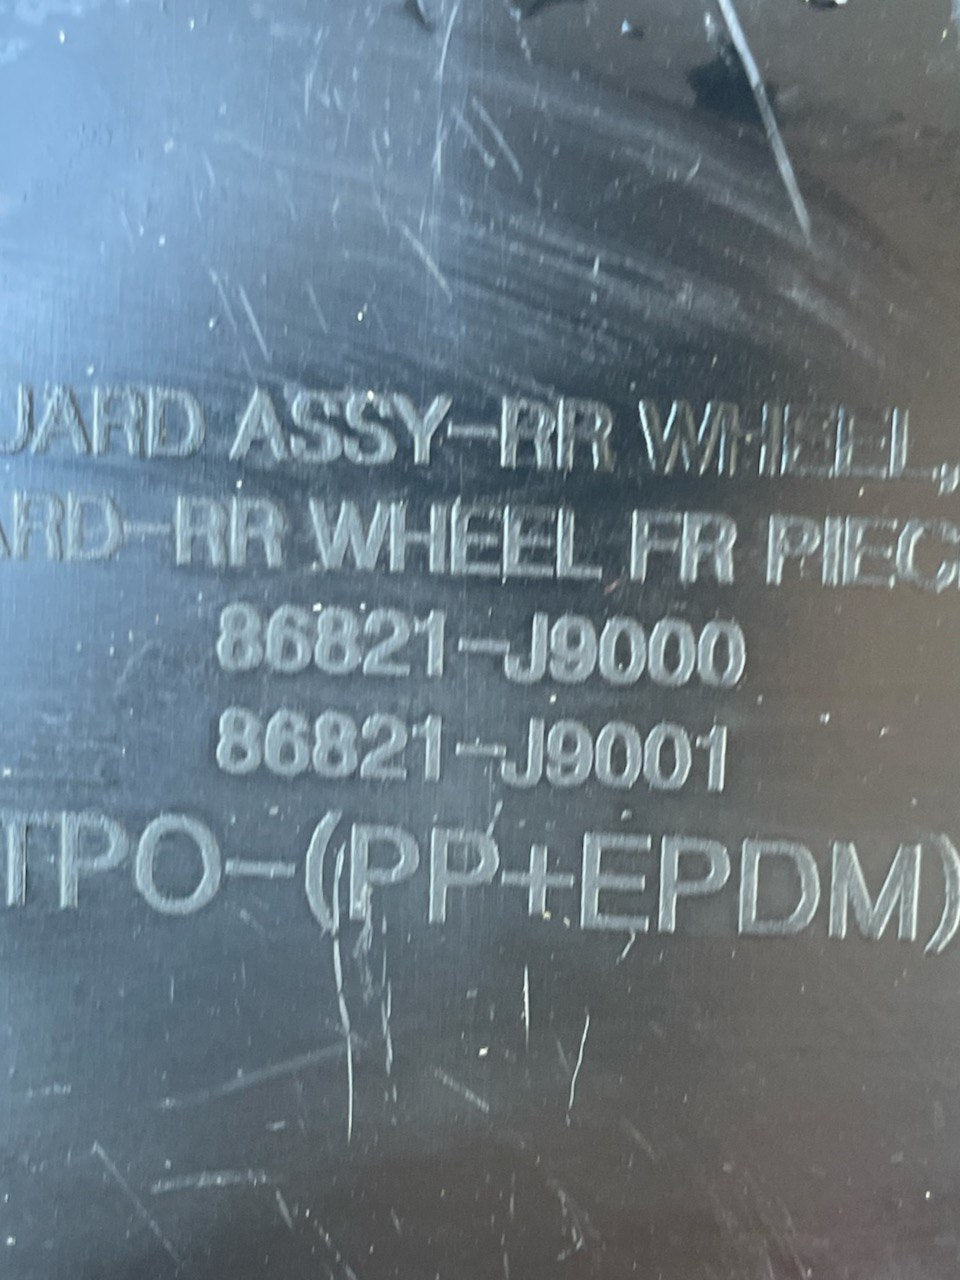 UARD ASSY-RR WHEEL,
ARD-RR WHEEL FR PIEC
86821-J9000
86821-J9001
TPO-(PP+EPDM)